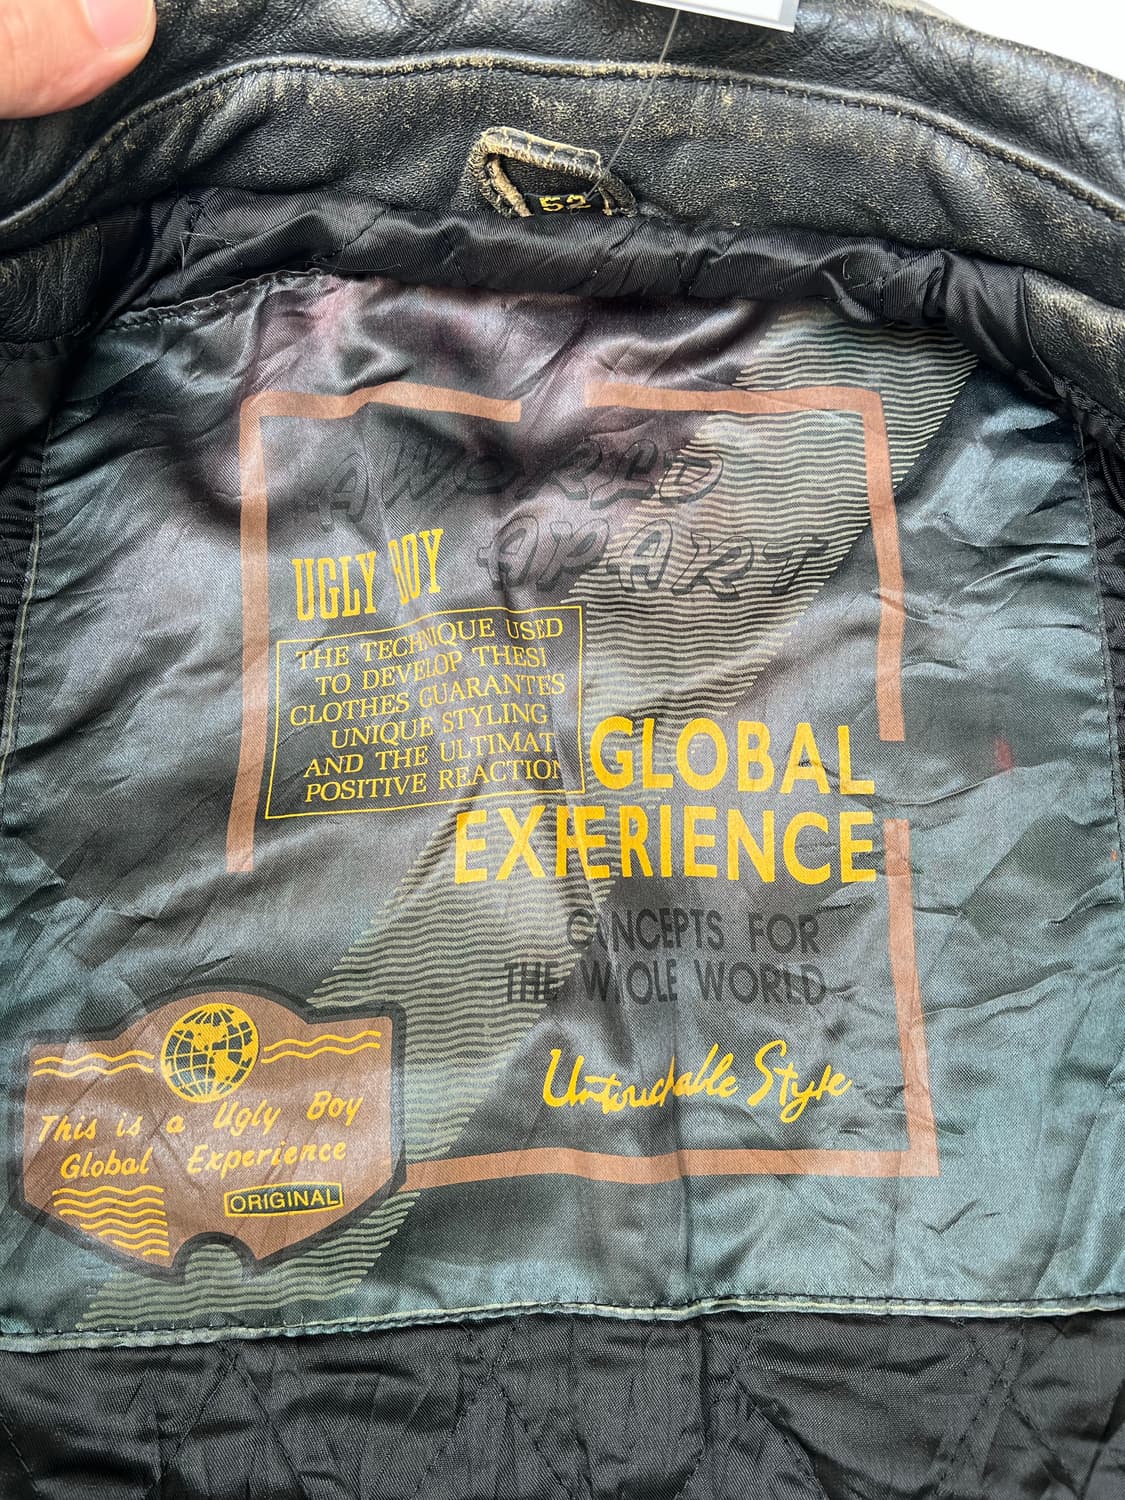 52
A WORLD
APART
UGLY BOY
THE TECHNIQUE USED
TO DEVELOP THESI
CLOTHES GUARANTES
UNIQUE STYLING
AND THE ULTIMAT
POSITIVE REACTION
GLOBAL
EXPERIENCE
CONCEPTS FOR
THE WHOLE WORLD
Untouchable Style
This is a Ugly Boy
Global Experience
ORIGINAL